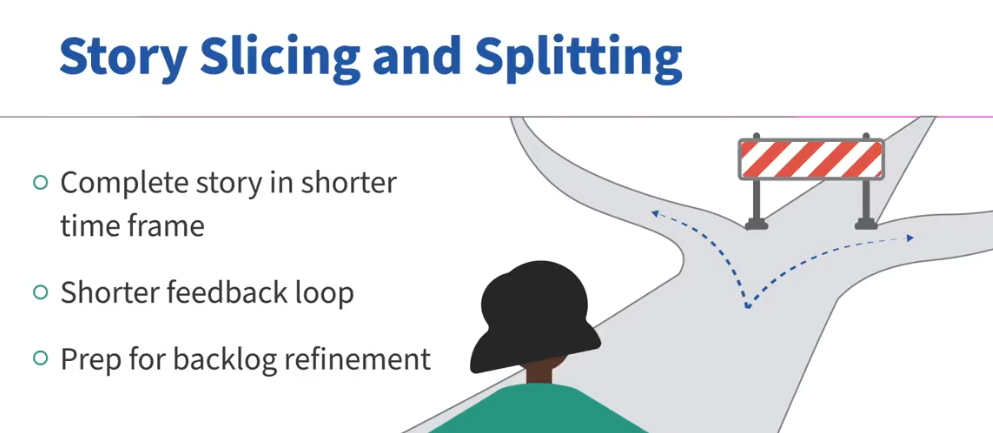 Story Slicing and Splitting
Complete story in shorter
time frame
Shorter feedback loop
Prep for backlog refinement